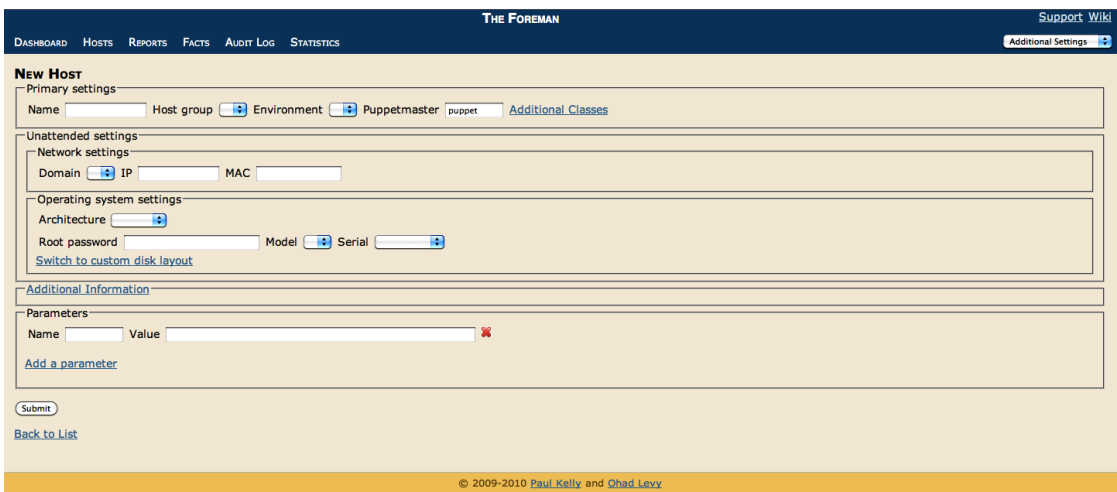 THE FOREMAN
Support Wiki
DASHBOARD HOSTS REPORTS FACTS AUDIT LOG STATISTICS
Additional Settings
NEW HOST
Primary settings
Name Host group Environment Puppetmaster puppet Additional Classes
Unattended settings
Network settings
Domain IP MAC
Operating system settings
Architecture
Root password Model Serial
Switch to custom disk layout
Additional Information
Parameters
Name Value
Add a parameter
Submit
Back to List
© 2009-2010 Paul Kelly and Ohad Levy